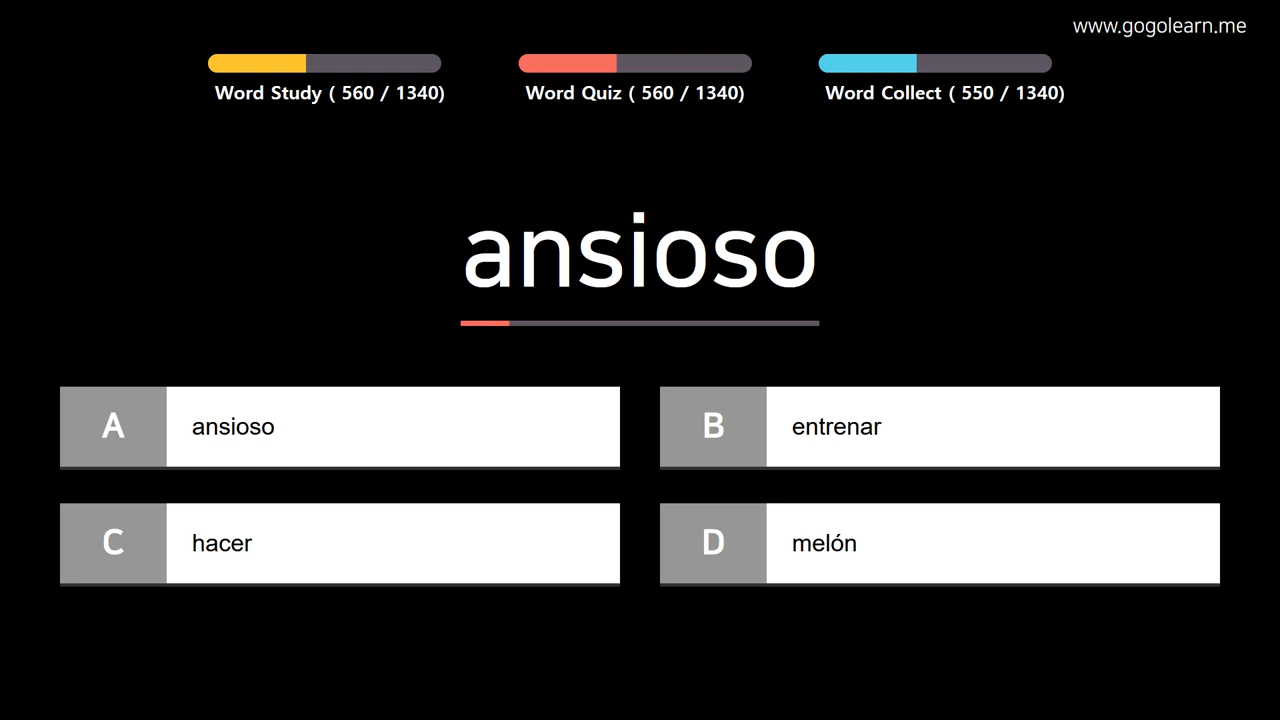 www.gogolearn.me
Word Study ( 560 / 1340)
Word Quiz ( 560 / 1340)
Word Collect ( 550 / 1340)
ansioso
A ansioso
B entrenar
C hacer
D melón